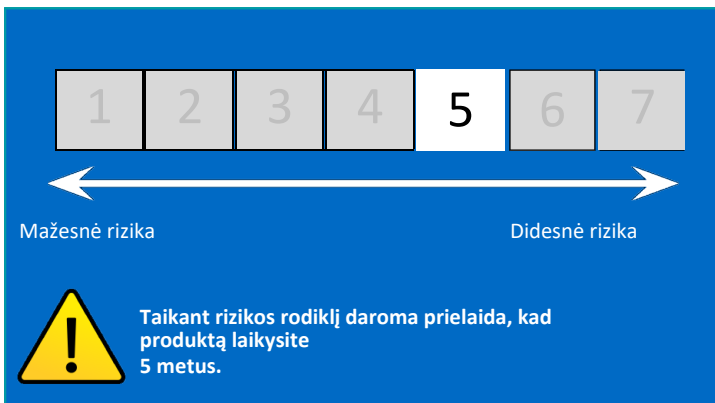 1 2 3 4 5 6 7
Mažesnė rizika Didesnė rizika
Taikant rizikos rodiklį daroma prielaida, kad
produktą laikysite
5 metus.